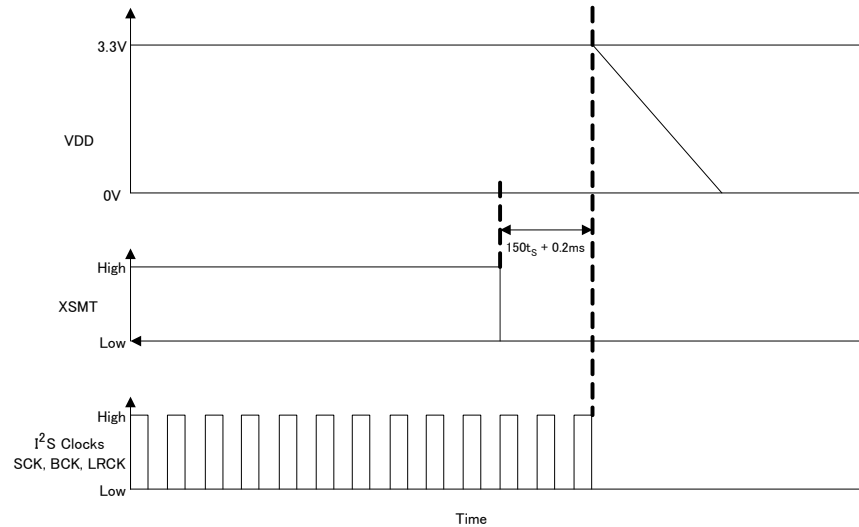 3.3V
VDD
0V
150tS + 0.2ms
High
XSMT
Low
High
I2S Clocks
SCK, BCK, LRCK
Low
Time